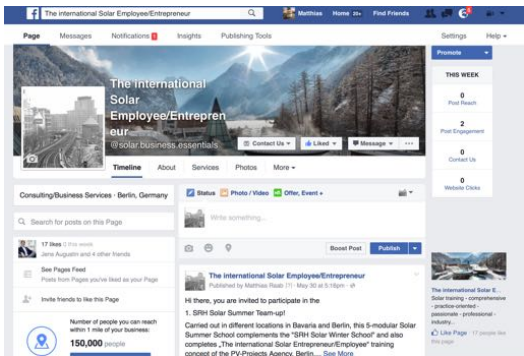 The international Solar Employee/Entrepreneur
Matthias Home 20+ Find Friends
Page Messages Notifications Insights Publishing Tools Settings Help
Promote
The international
Solar
Employee/Entrepren
eur
@solar.business.essentials
Contact Us Liked Message
Timeline About Services Photos More
THIS WEEK
0
Post Reach
2
Post Engagement
0
Contact Us
0
Website Clicks
Consulting/Business Services · Berlin, Germany
Search for posts on this Page
17 likes 0 this week
Jens Augustin and 4 other friends
See Pages Feed
Posts from Pages you've liked as your Page
Invite friends to like this Page
Number of people you can reach
within 1 mile of your business:
150,000 people
Status Photo / Video Offer, Event +
Write something...
Boost Post Publish
The international Solar Employee/Entrepreneur
Published by Matthias Raab · May 30 at 5:18pm
Hi there, you are invited to participate in the
1. SRH Solar Summer Team-up!
Carried out in different locations in Bavaria and Berlin, this 5-modular Solar
Summer School complements the "SRH Solar Winter School" and also
completes „The international Solar Entrepreneur/Employee" training
concept of the PV-Projects Agency, Berlin.... See More
The international Solar E...
Solar training - comprehensive
- practice-oriented -
passionate - professional -
industry...
Like Page · 17 people like
this page